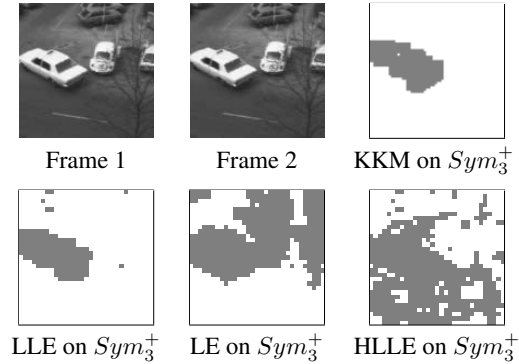 Frame 1
Frame 2
KKM on $Sym_3^+$
LLE on $Sym_3^+$
LE on $Sym_3^+$
HLLE on $Sym_3^+$